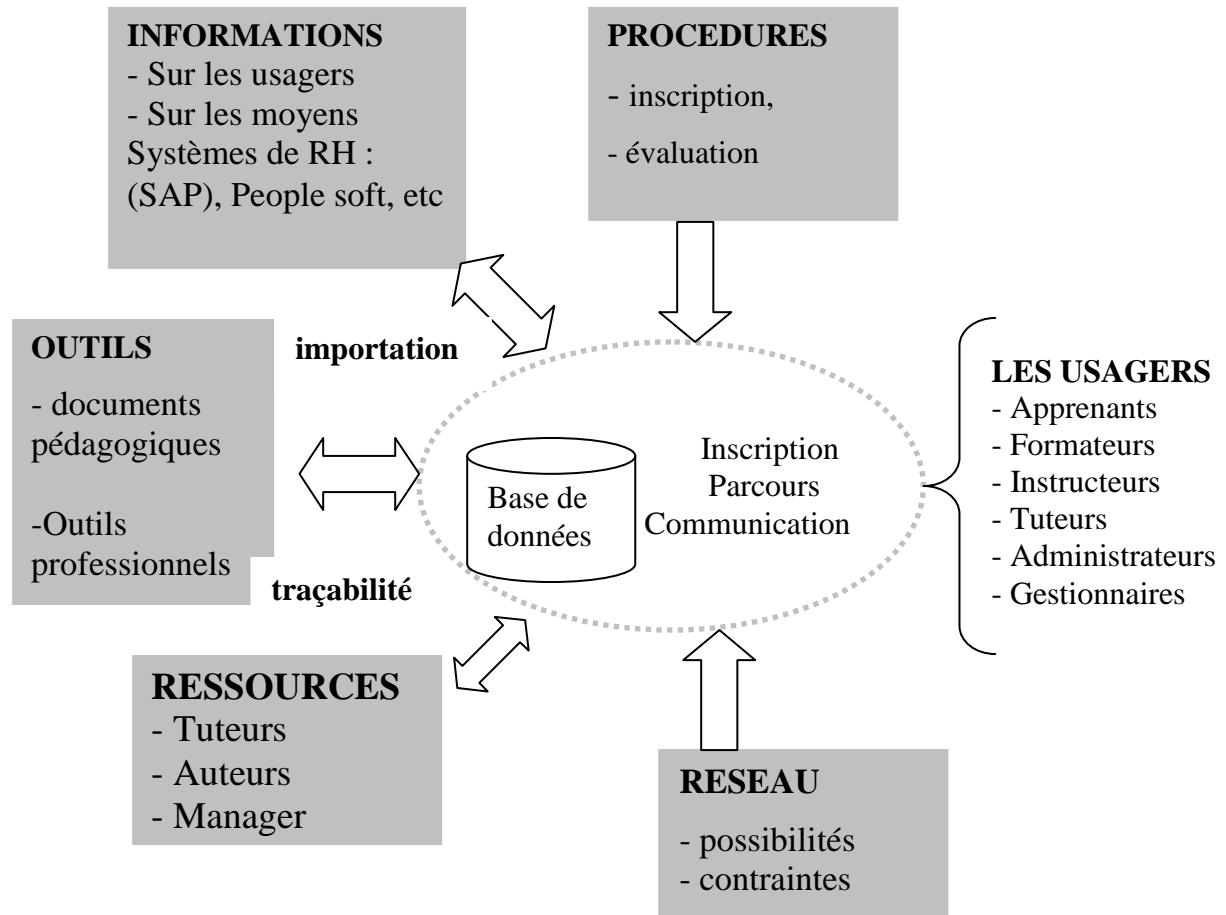 INFORMATIONS
- Sur les usagers
- Sur les moyens
Systèmes de RH :
(SAP), People soft, etc
PROCEDURES
- inscription,
- évaluation
OUTILS
- documents
pédagogiques
-Outils
professionnels
importation
traçabilité
Base de
données
Inscription
Parcours
Communication
LES USAGERS
- Apprenants
- Formateurs
- Instructeurs
- Tuteurs
- Administrateurs
- Gestionnaires
RESSOURCES
- Tuteurs
- Auteurs
- Manager
RESEAU
- possibilités
- contraintes